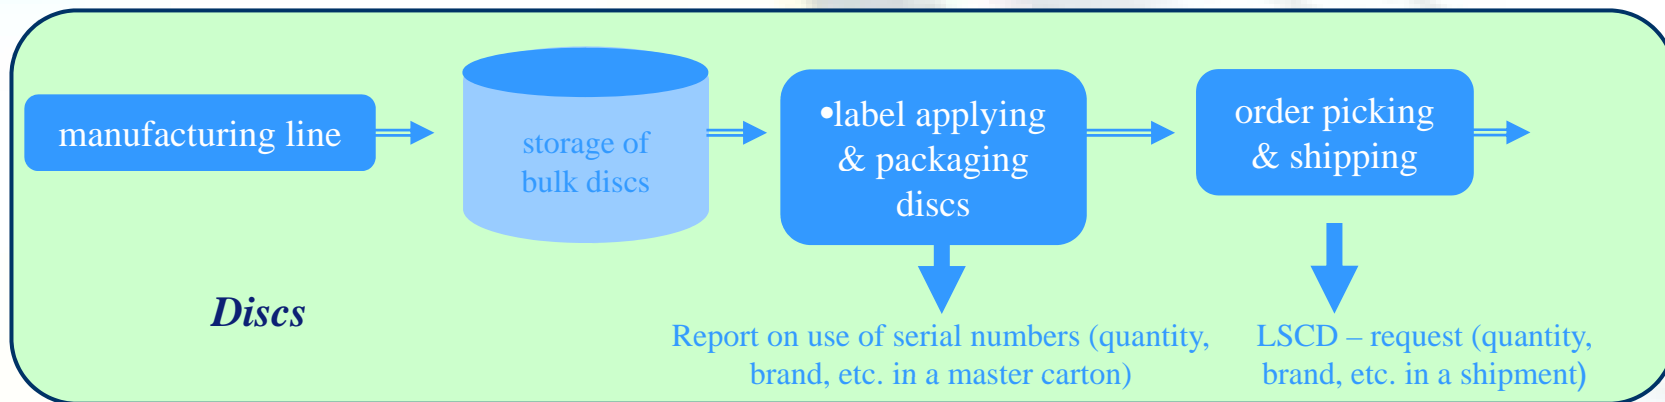 manufacturing line
storage of
bulk discs
•label applying
& packaging
discs
order picking
& shipping
Discs
Report on use of serial numbers (quantity,
brand, etc. in a master carton)
LSCD – request (quantity,
brand, etc. in a shipment)